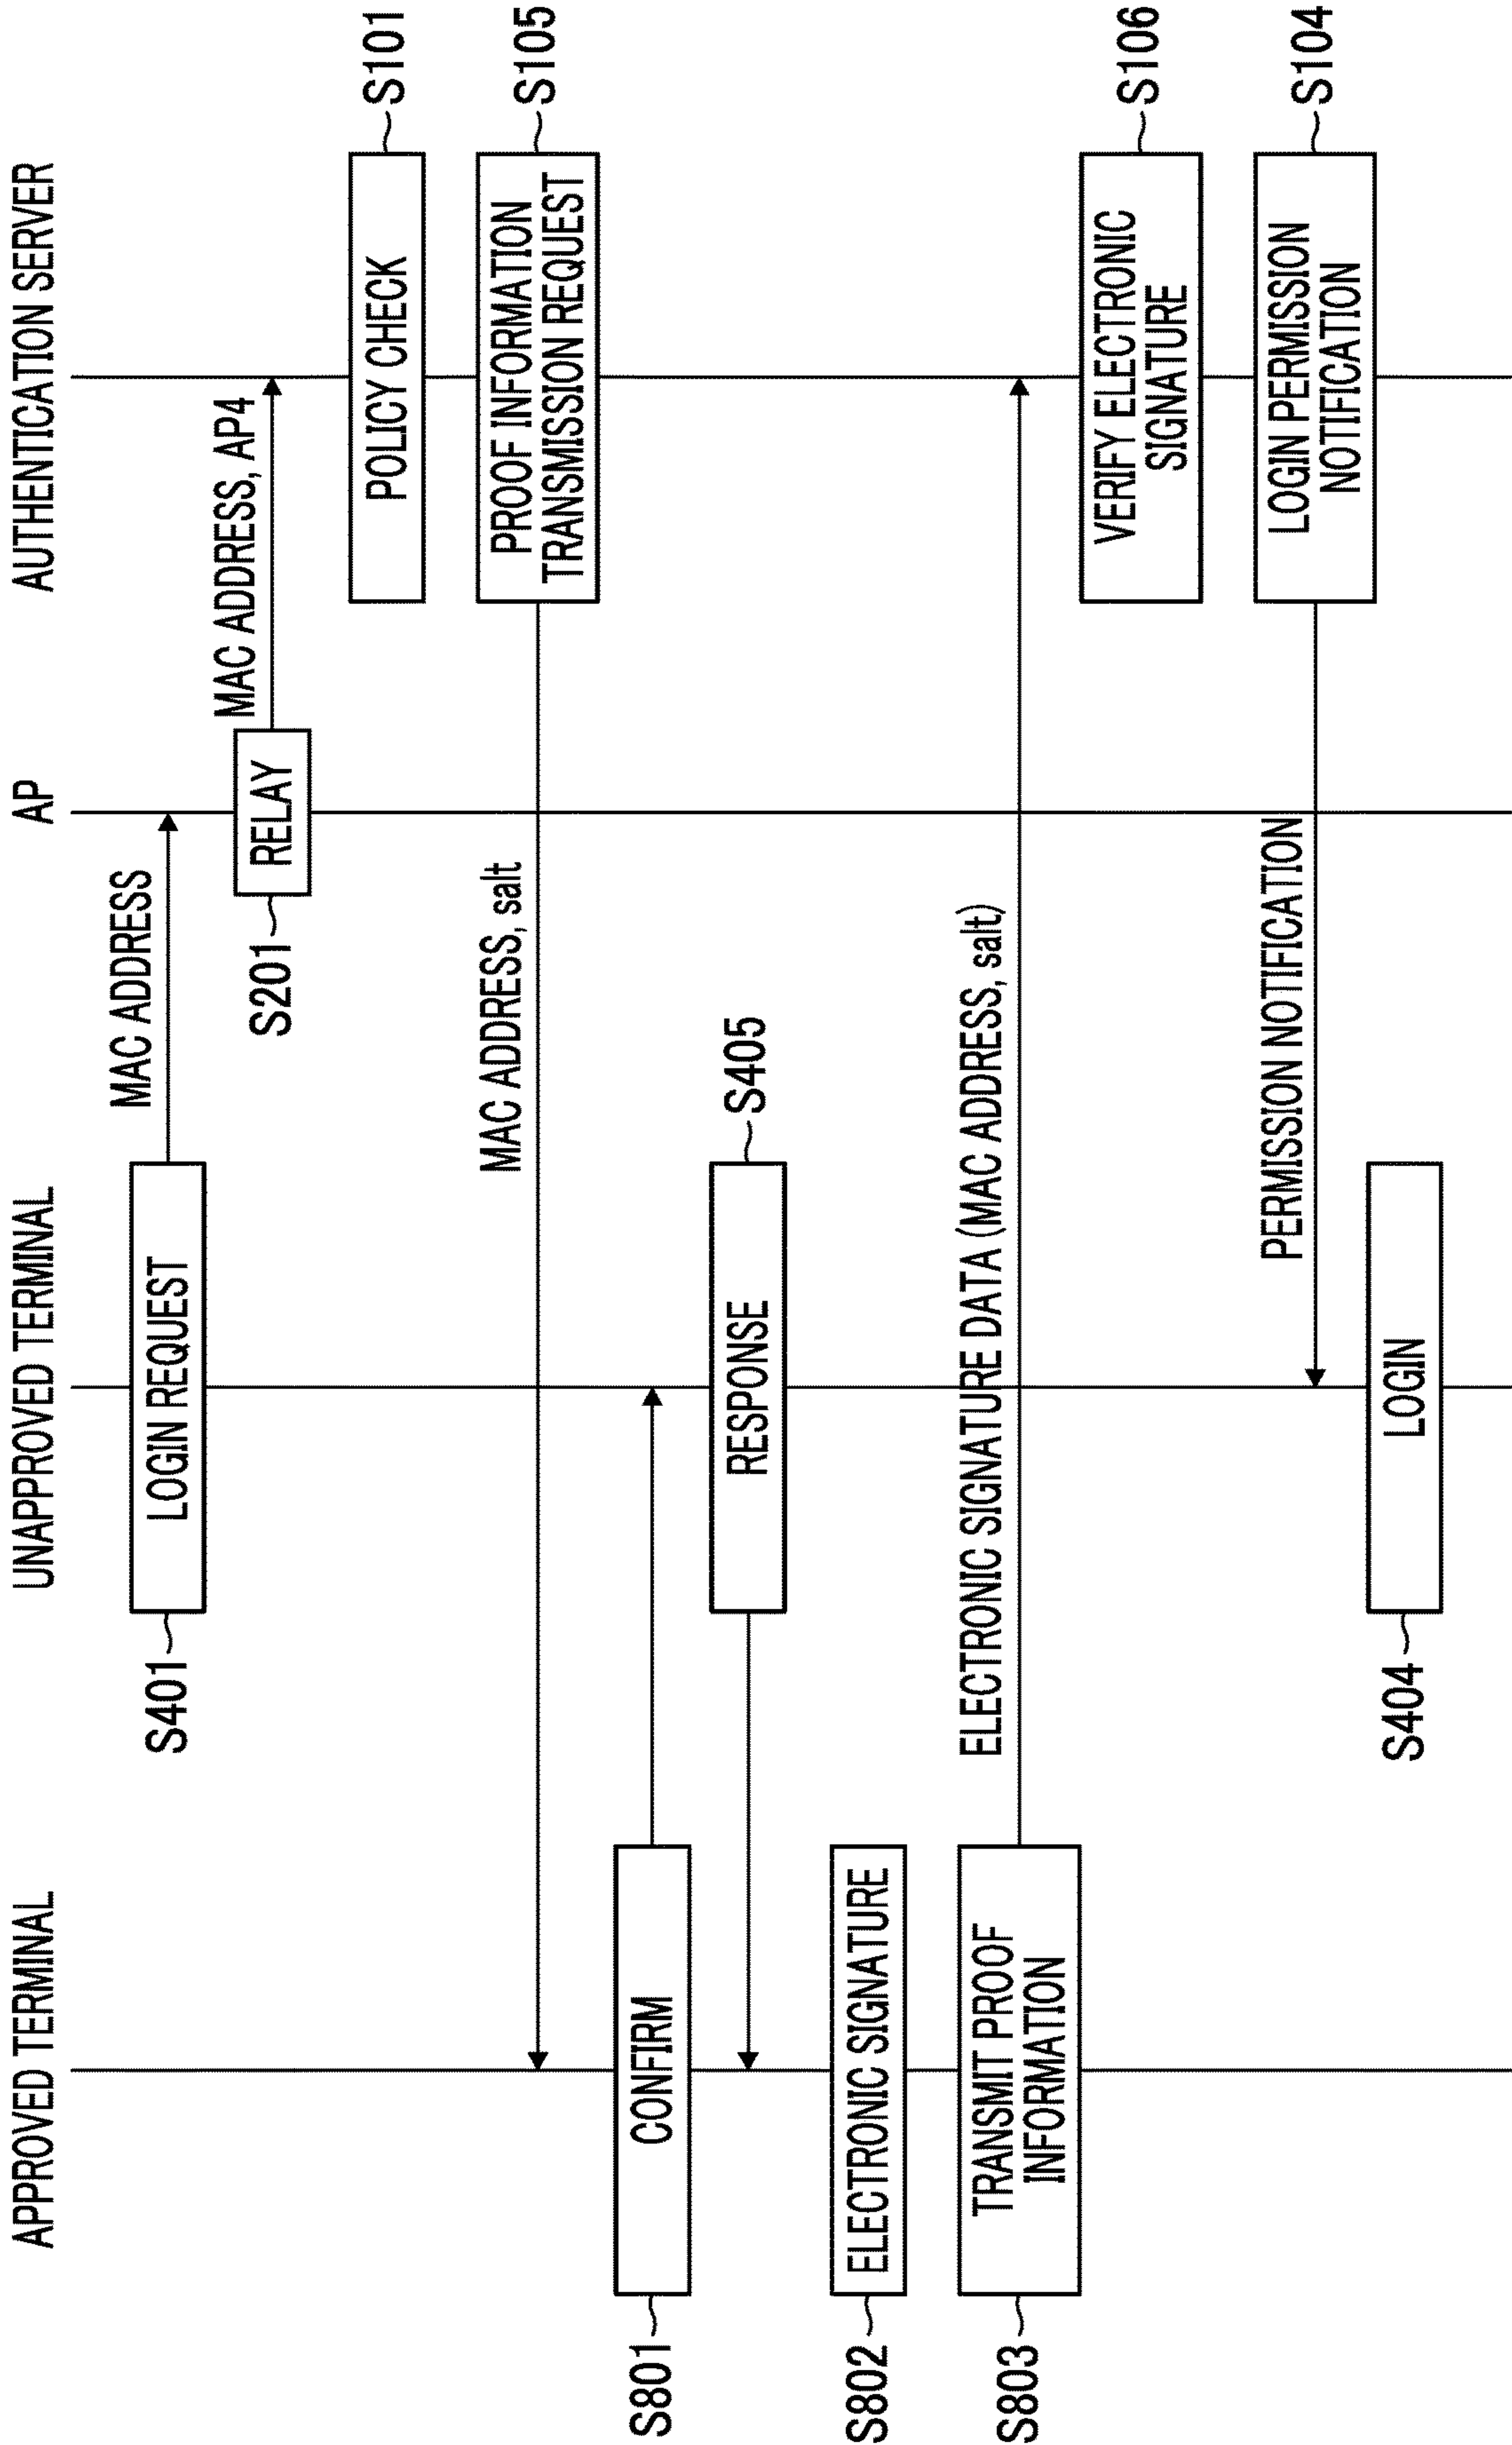 APPROVED TERMINAL
UNAPPROVED TERMINAL
AP
AUTHENTICATION SERVER
S401
LOGIN REQUEST
MAC ADDRESS
S201
RELAY
MAC ADDRESS, AP4
POLICY CHECK
S101
MAC ADDRESS, salt
PROOF INFORMATION
TRANSMISSION REQUEST
S105
S801
CONFIRM
RESPONSE
S405
S802
ELECTRONIC SIGNATURE
S803
TRANSMIT PROOF
INFORMATION
ELECTRONIC SIGNATURE DATA (MAC ADDRESS, salt)
VERIFY ELECTRONIC
SIGNATURE
S106
PERMISSION NOTIFICATION
LOGIN PERMISSION
NOTIFICATION
S104
S404
LOGIN